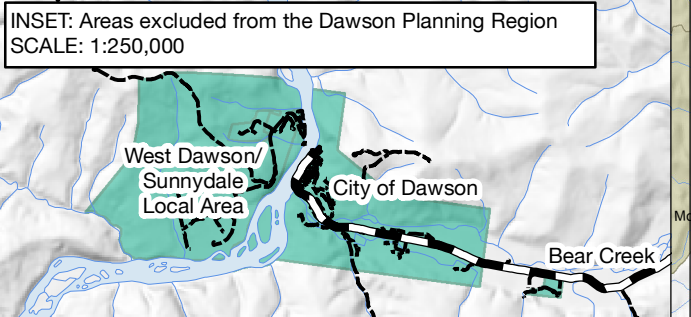 INSET: Areas excluded from the Dawson Planning Region
SCALE: 1:250,000
West Dawson/
Sunnydale
Local Area
City of Dawson
Bear Creek